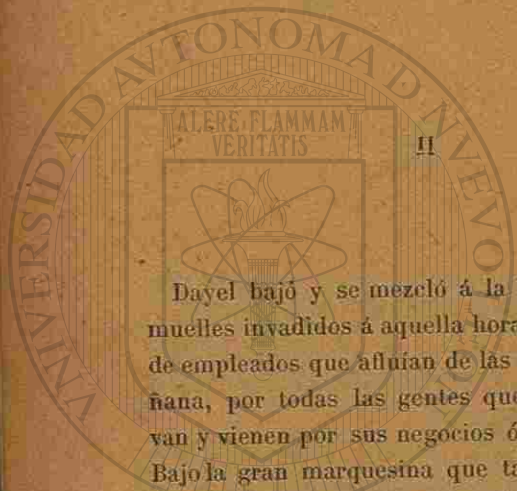 UNIVERSIDAD AUTONOMA DE NUEVO
ALERE FLAMMAM
VERITATIS
II
Dayel bajó y se mezcló á la
muelles invadidos á aquella hora
de empleados que afluían de las
ñana, por todas las gentes que
van y vienen por sus negocios ó
Bajo la gran marquesina que ta